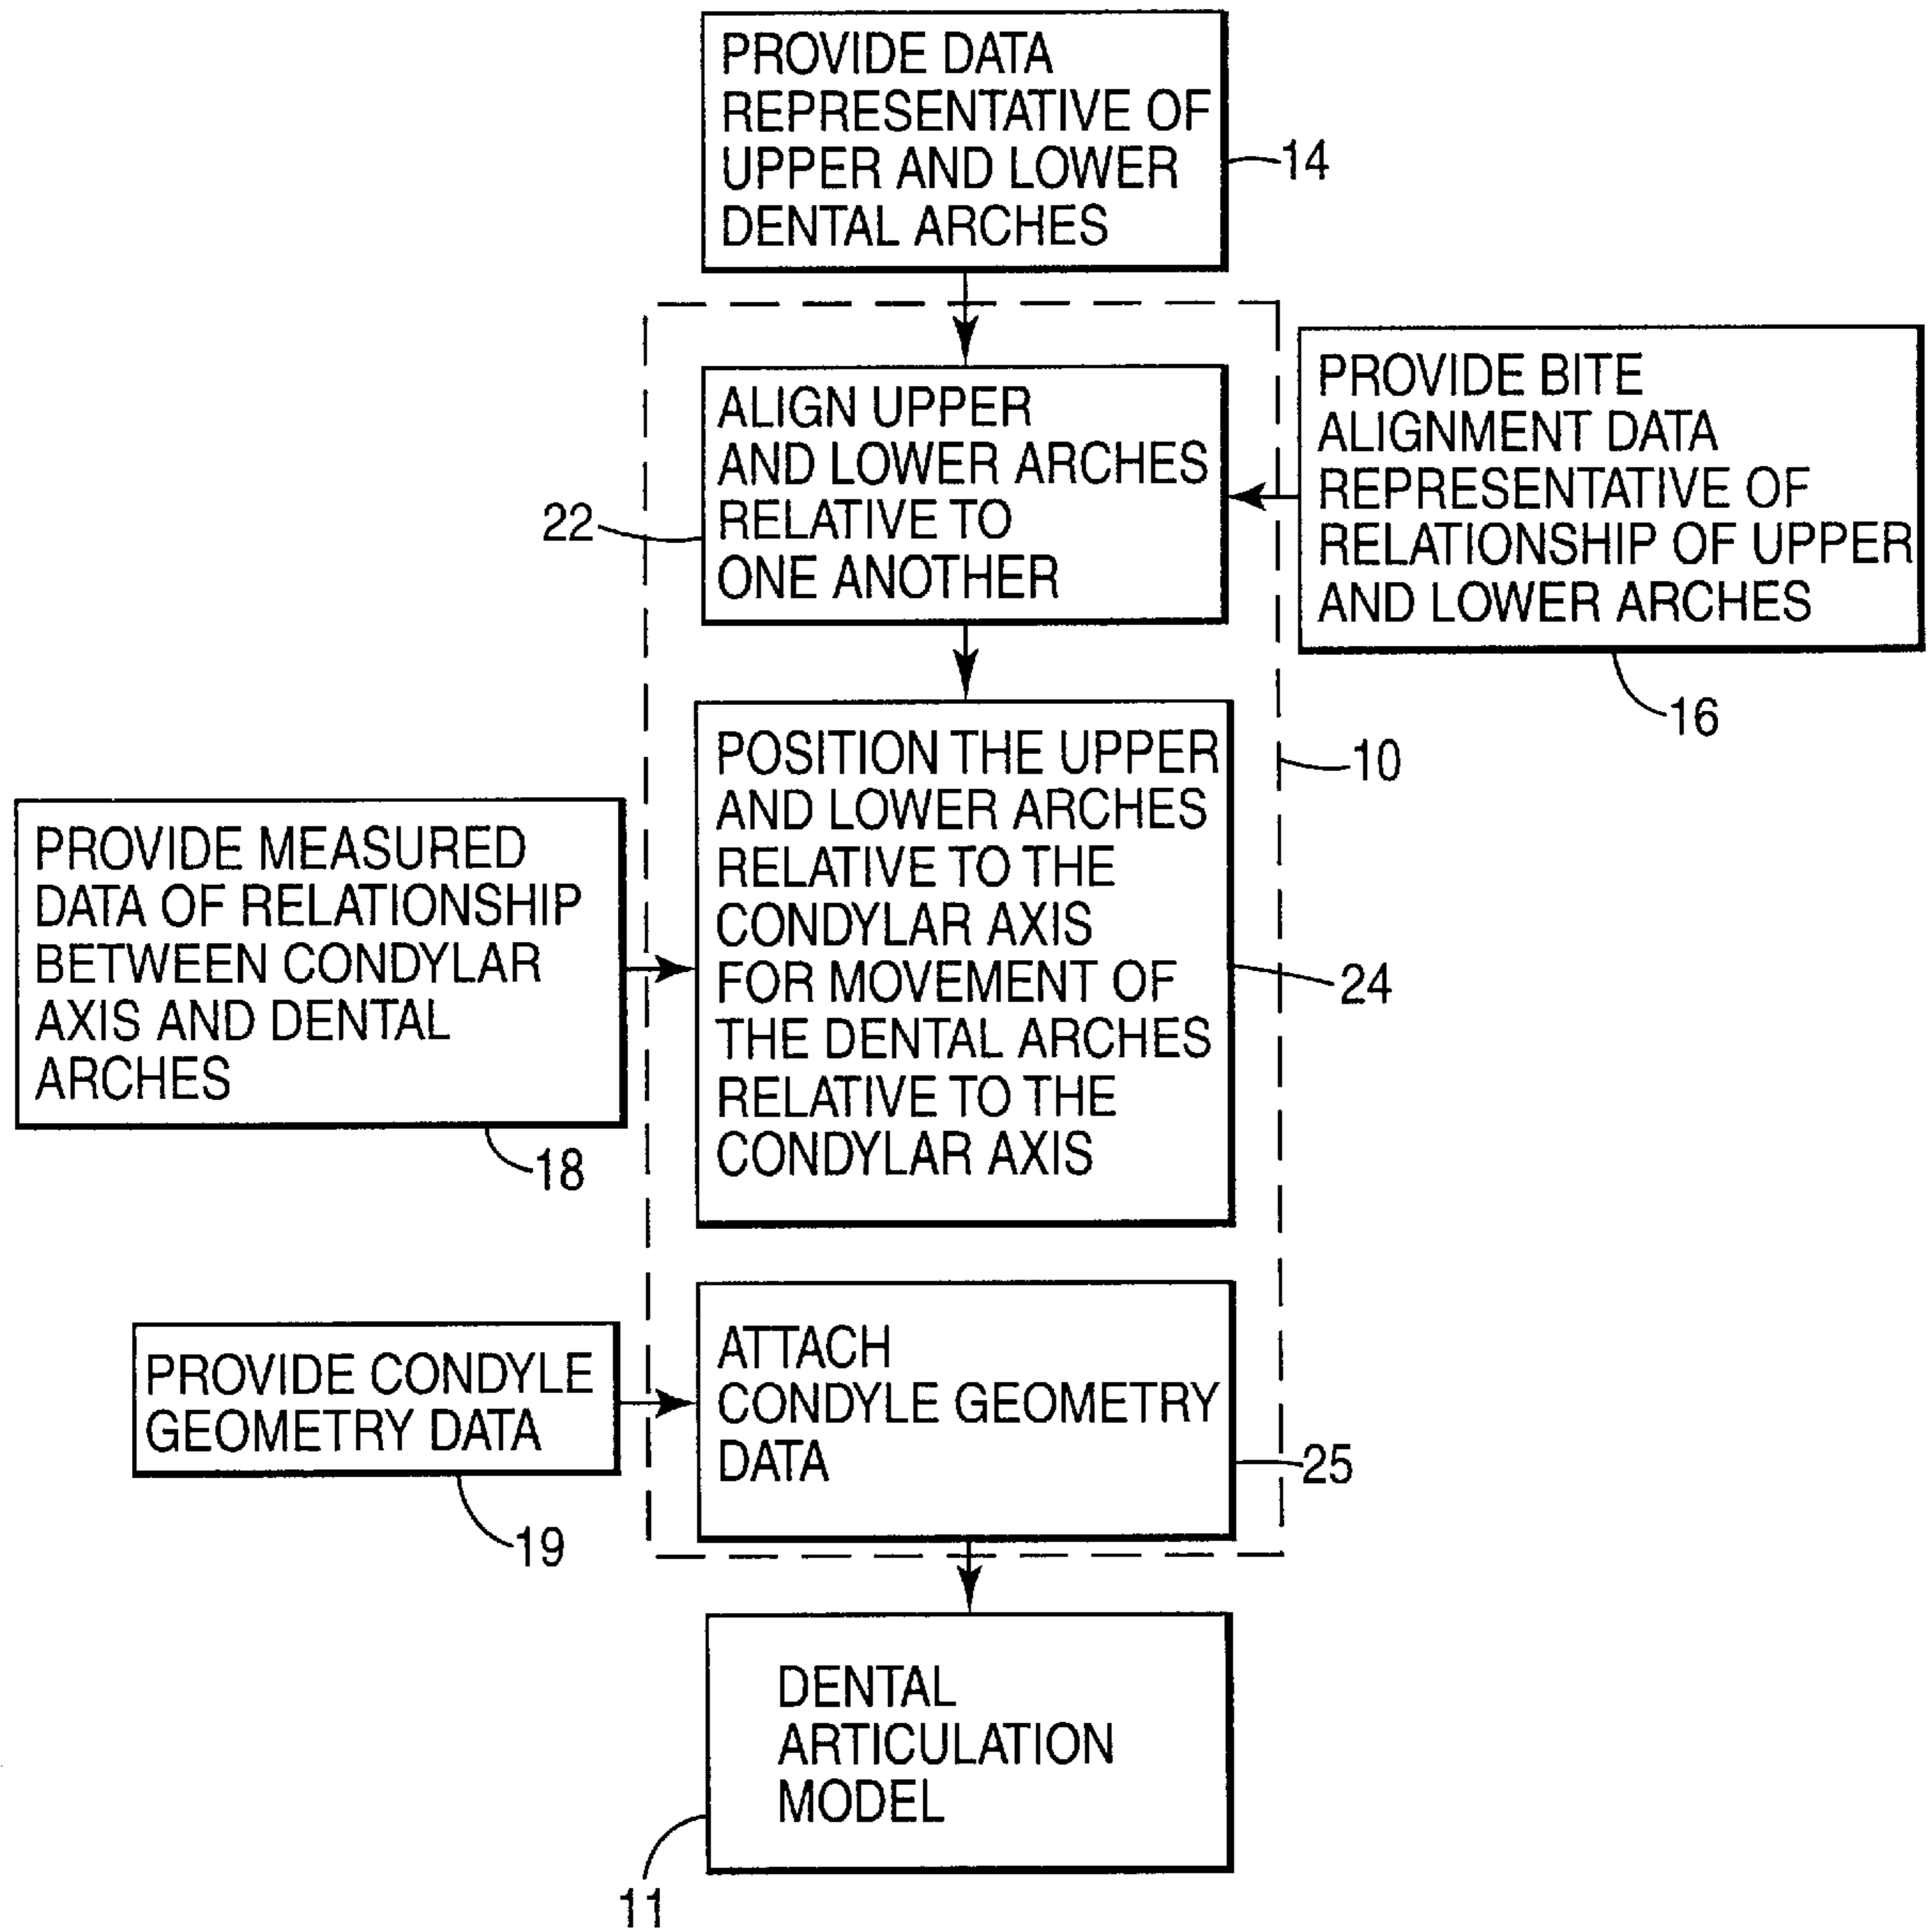 PROVIDE DATA
REPRESENTATIVE OF
UPPER AND LOWER
DENTAL ARCHES
14
ALIGN UPPER
AND LOWER ARCHES
RELATIVE TO
ONE ANOTHER
22
PROVIDE BITE
ALIGNMENT DATA
REPRESENTATIVE OF
RELATIONSHIP OF UPPER
AND LOWER ARCHES
16
10
POSITION THE UPPER
AND LOWER ARCHES
RELATIVE TO THE
CONDYLAR AXIS
FOR MOVEMENT OF
THE DENTAL ARCHES
RELATIVE TO THE
CONDYLAR AXIS
24
PROVIDE MEASURED
DATA OF RELATIONSHIP
BETWEEN CONDYLAR
AXIS AND DENTAL
ARCHES
18
PROVIDE CONDYLE
GEOMETRY DATA
19
ATTACH
CONDYLE GEOMETRY
DATA
25
DENTAL
ARTICULATION
MODEL
11